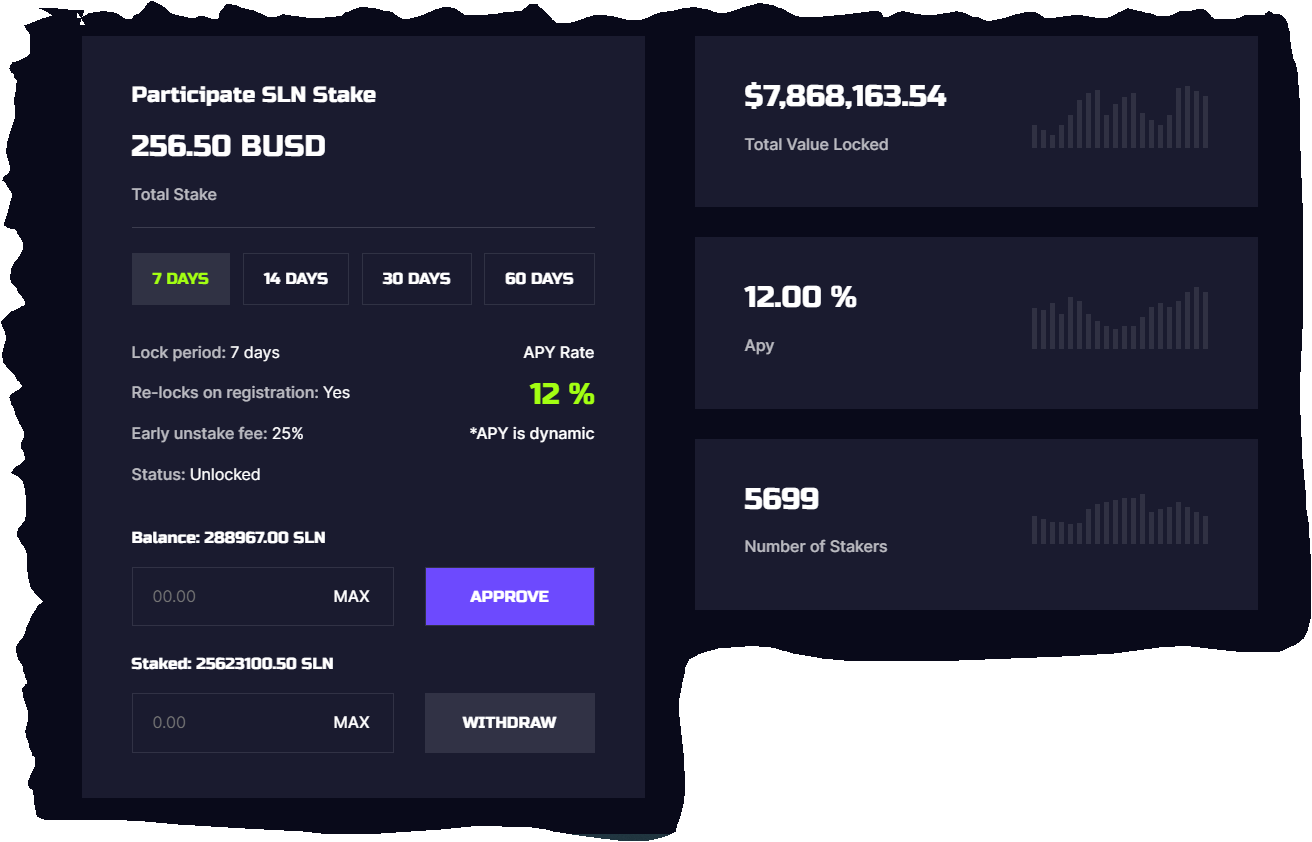 Participate SLN Stake
256.50 BUSD
Total Stake
7 DAYS 14 DAYS 30 DAYS 60 DAYS
Lock period: 7 days
APY Rate
Re-locks on registration: Yes
12 %
Early unstake fee: 25%
*APY is dynamic
Status: Unlocked
Balance: 288967.00 SLN
00.00 MAX APPROVE
Staked: 25623100.50 SLN
0.00 MAX WITHDRAW
$7,868,163.54
Total Value Locked
12.00 %
Apy
5699
Number of Stakers